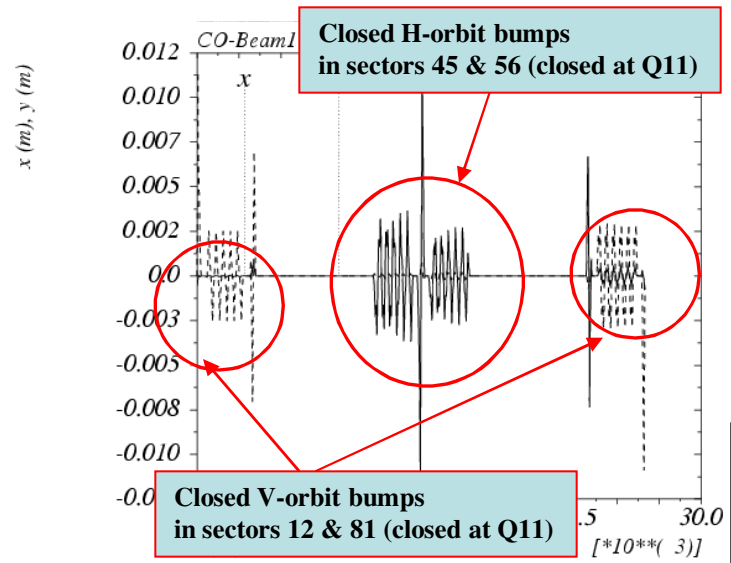 Closed H-orbit bumps
in sectors 45 & 56 (closed at Q11)
CO-Beam1
x
x (m), y (m)
0.012
0.010
0.007
0.005
0.002
0.0
-0.003
-0.005
-0.008
-0.010
-0.0
Closed V-orbit bumps
in sectors 12 & 81 (closed at Q11)
.5
30.0
[*10**( 3)]